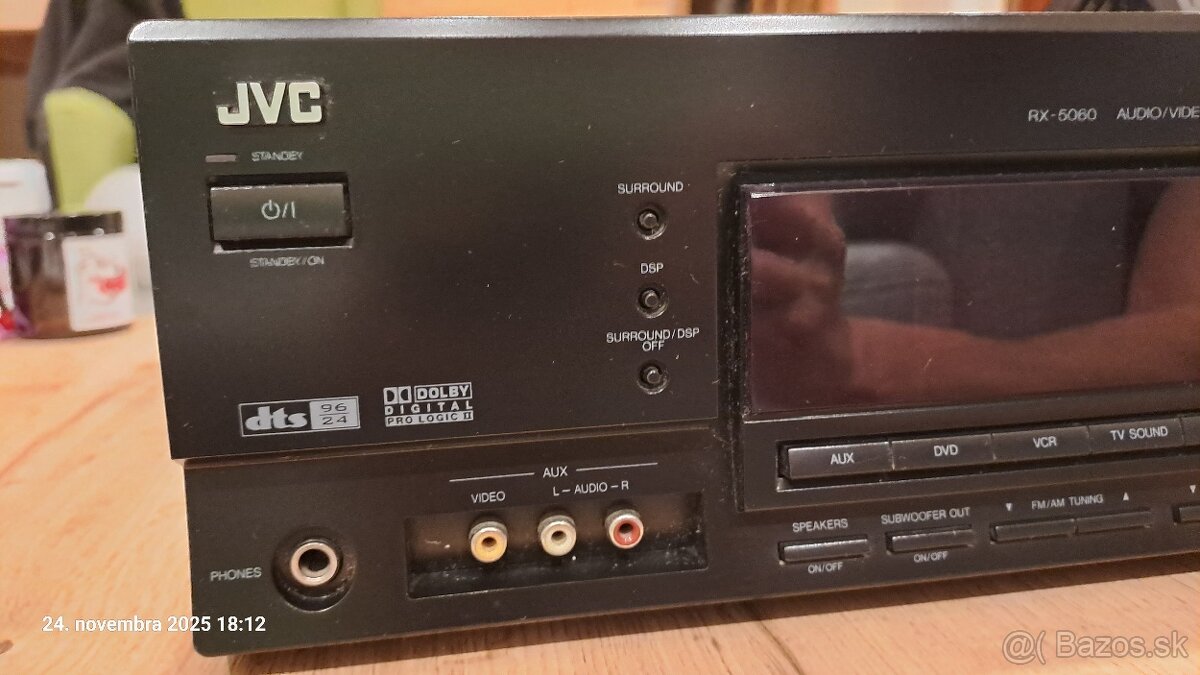 JVC
STANDBY
⏻/I
STANDBY/ON
RX-5060 AUDIO/VIDE
SURROUND
DSP
SURROUND/DSP
OFF
dts 96
24
DOLBY
DIGITAL
PRO LOGIC II
AUX
VIDEO L - AUDIO - R
PHONES
AUX DVD VCR TV SOUND
SPEAKERS
ON/OFF
SUBWOOFER OUT
ON/OFF
▼ FM/AM TUNING ▲
▼
24. novembra 2025 18:12
@( Bazos.sk